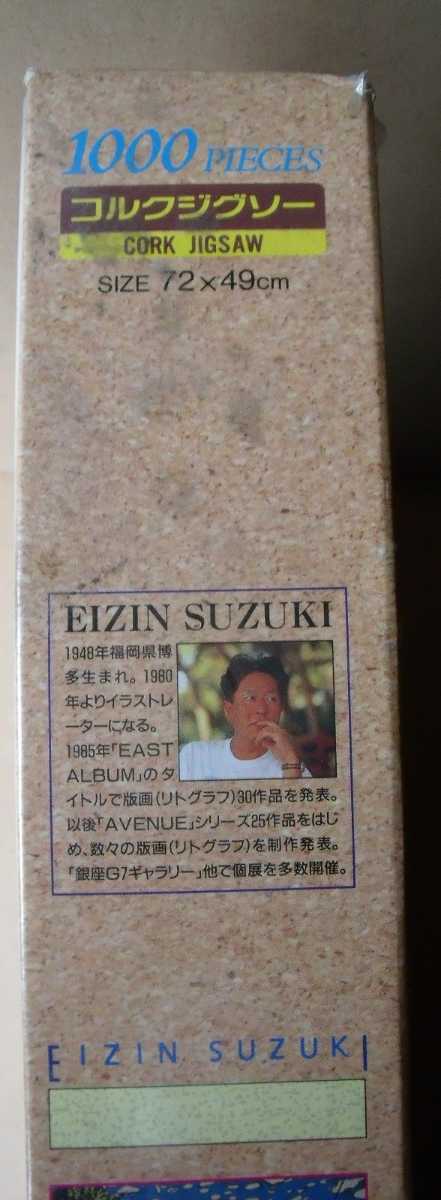 1000 PIECES
コルクジグソー
CORK JIGSAW
SIZE 72×49cm
EIZIN SUZUKI
1948年福岡県博
多生まれ。1980
年よりイラストレ
ーターになる。
1985年「EAST
ALBUM」のタ
イトルで版画(リトグラフ)30作品を発表。
以後「AVENUE」シリーズ25作品をはじ
め、数々の版画(リトグラフ)を制作発表。
「銀座G7ギャラリー」他で個展を多数開催。
EIZIN SUZUKI